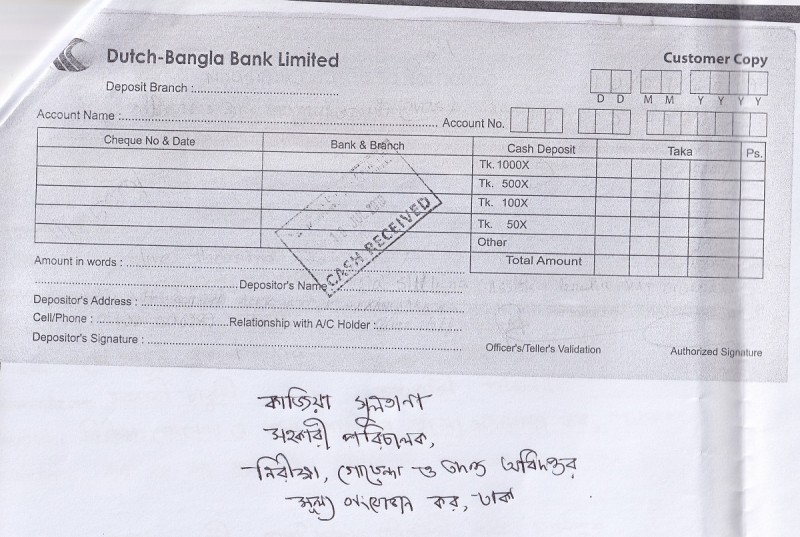 Dutch-Bangla Bank Limited
Customer Copy
Deposit Branch :
D D M M Y Y Y Y
Account Name : Account No.
Cheque No & Date Bank & Branch Cash Deposit Taka Ps.
Tk. 1000X
Tk. 500X
Tk. 100X
Tk. 50X
Other
Total Amount
CASH RECEIVED
Amount in words :
Depositor's Name
Depositor's Address :
Cell/Phone : Relationship with A/C Holder :
Depositor's Signature : Officer's/Teller's Validation Authorized Signature
সুলতানা
সহকারী পরিচালক,
নিরীক্ষা, গোয়েন্দা ও তদন্ত অধিদপ্তর
মূল্য সংযোজন কর, ঢাকা